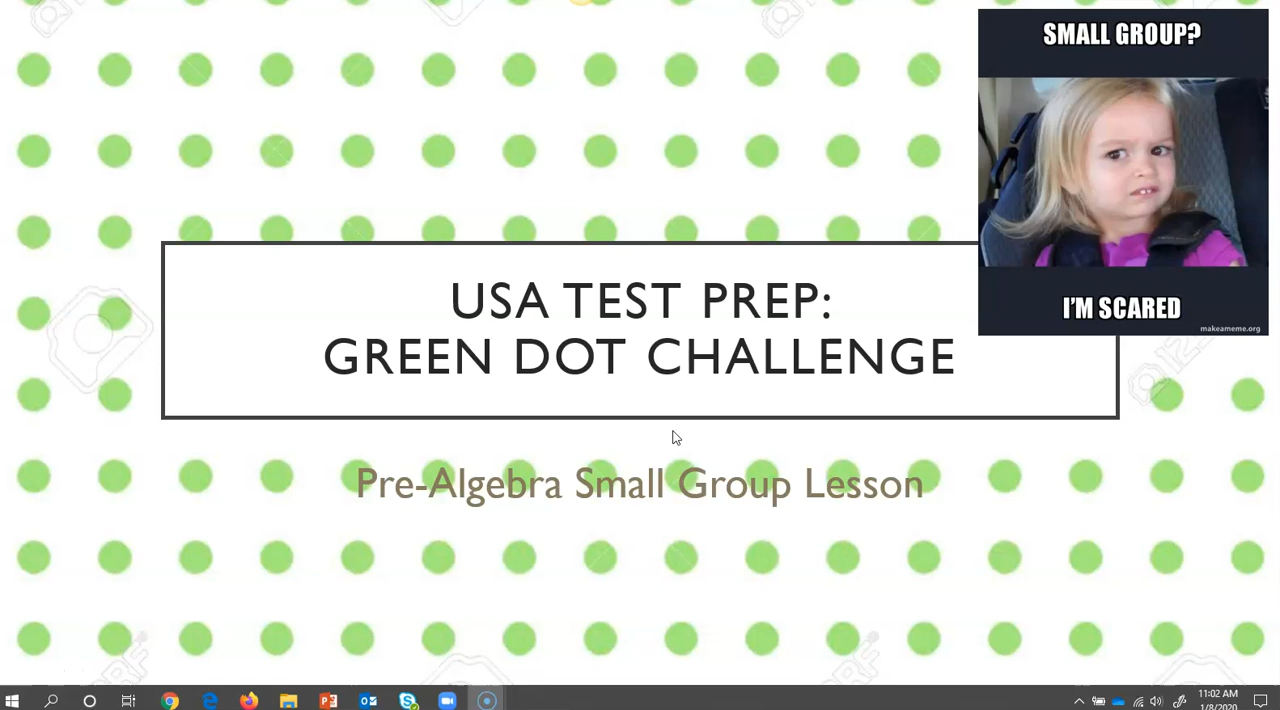 SMALL GROUP?
I'M SCARED
makeameme.org
USA TEST PREP:
GREEN DOT CHALLENGE
Pre-Algebra Small Group Lesson
11:02 AM
1/8/2020